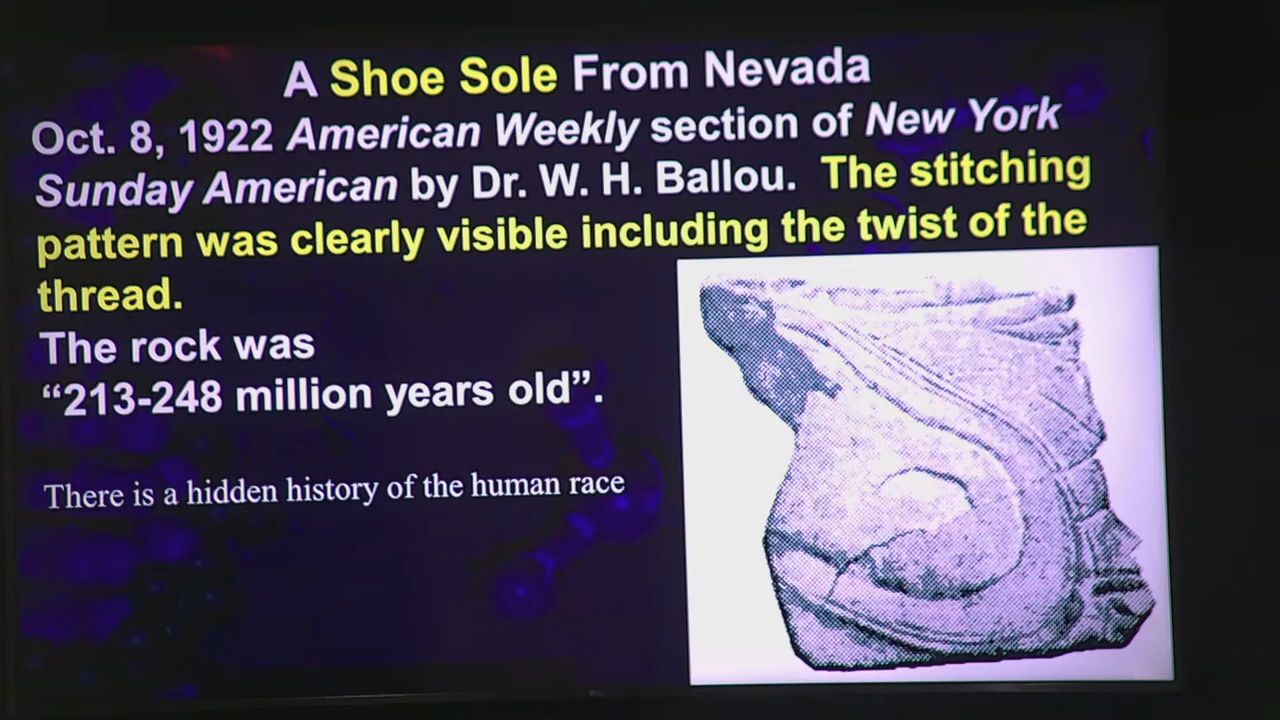 A Shoe Sole From Nevada
Oct. 8, 1922 American Weekly section of New York
Sunday American by Dr. W. H. Ballou. The stitching
pattern was clearly visible including the twist of the
thread.
The rock was
“213-248 million years old”.
There is a hidden history of the human race